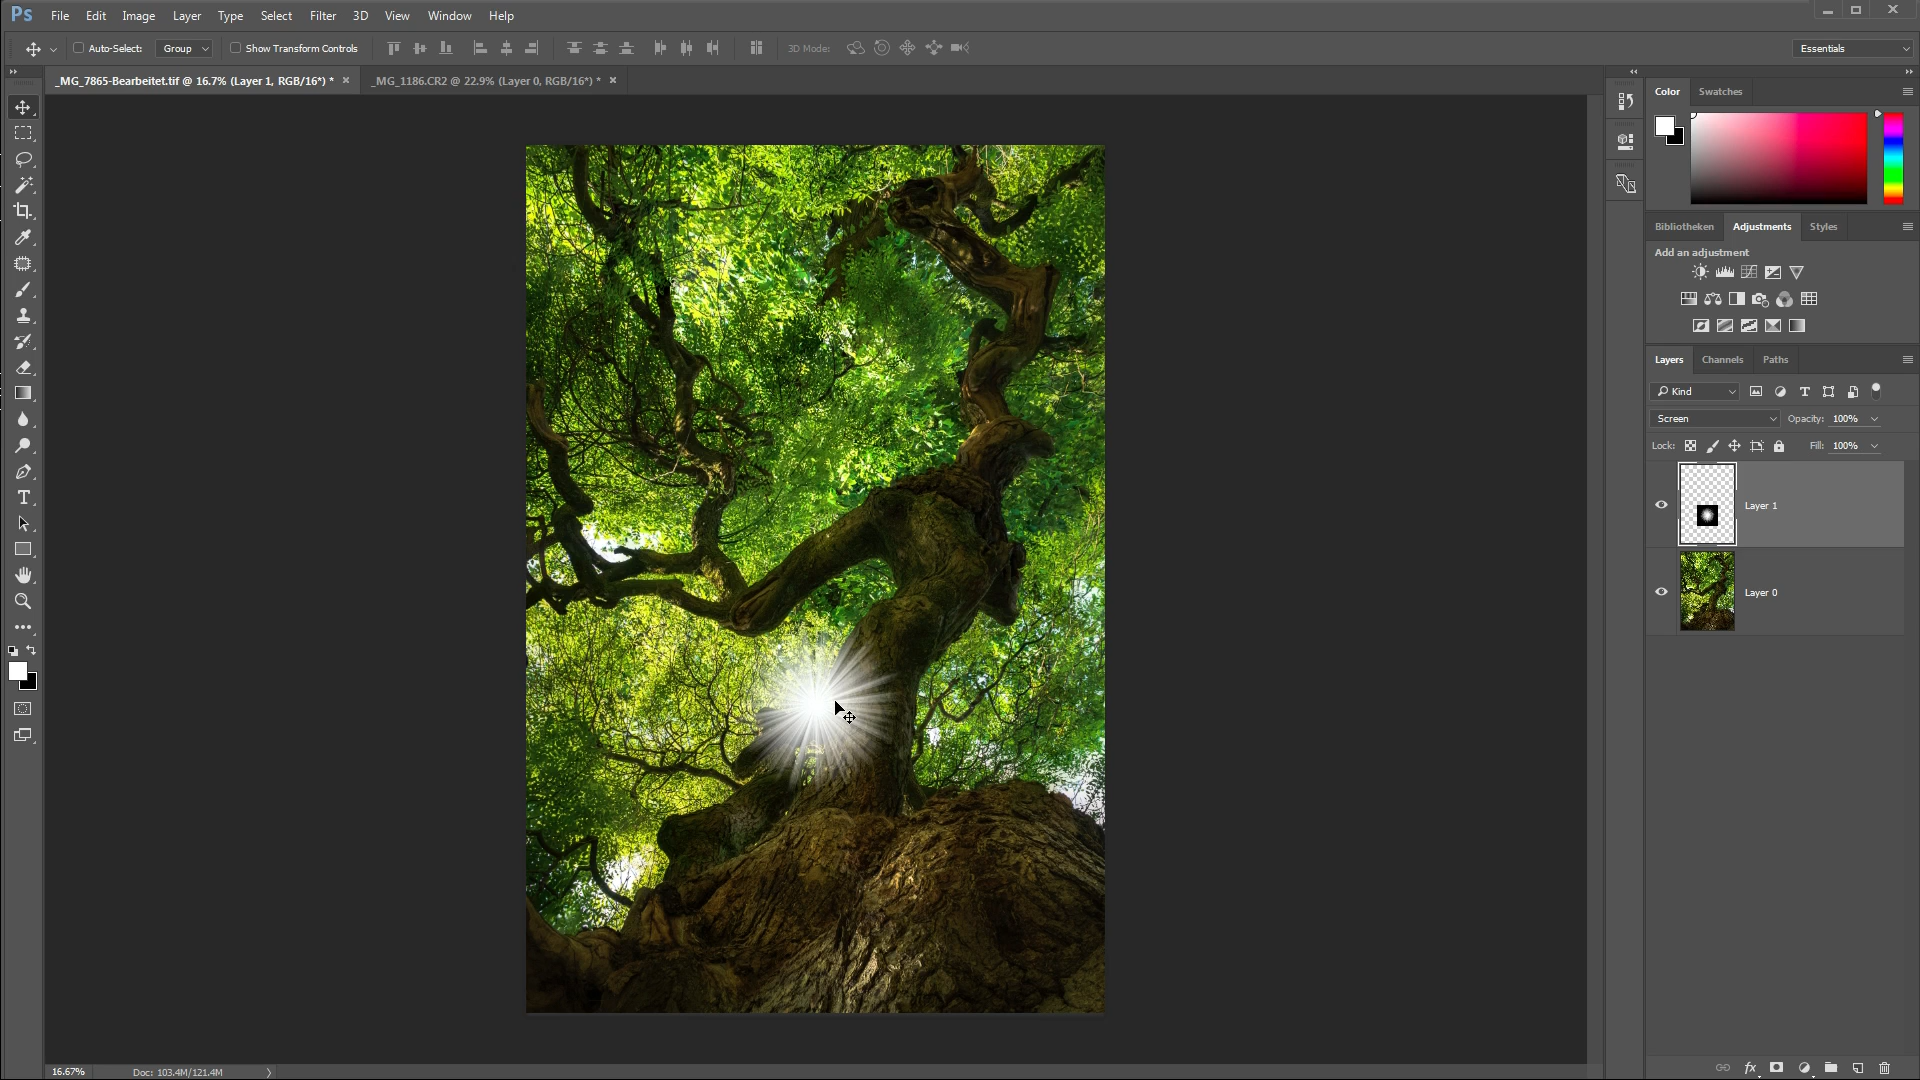 Ps File Edit Image Layer Type Select Filter 3D View Window Help
Auto-Select: Group Show Transform Controls 3D Mode: Essentials
_MG_7865-Bearbeitet.tif @ 16.7% (Layer 1, RGB/16*) * × _MG_1186.CR2 @ 22.9% (Layer 0, RGB/16*) * ×
Color Swatches
Bibliotheken Adjustments Styles
Add an adjustment
Layers Channels Paths
Kind
Screen Opacity: 100%
Lock: Fill: 100%
Layer 1
Layer 0
16.67% Doc: 103.4M/121.4M
fx